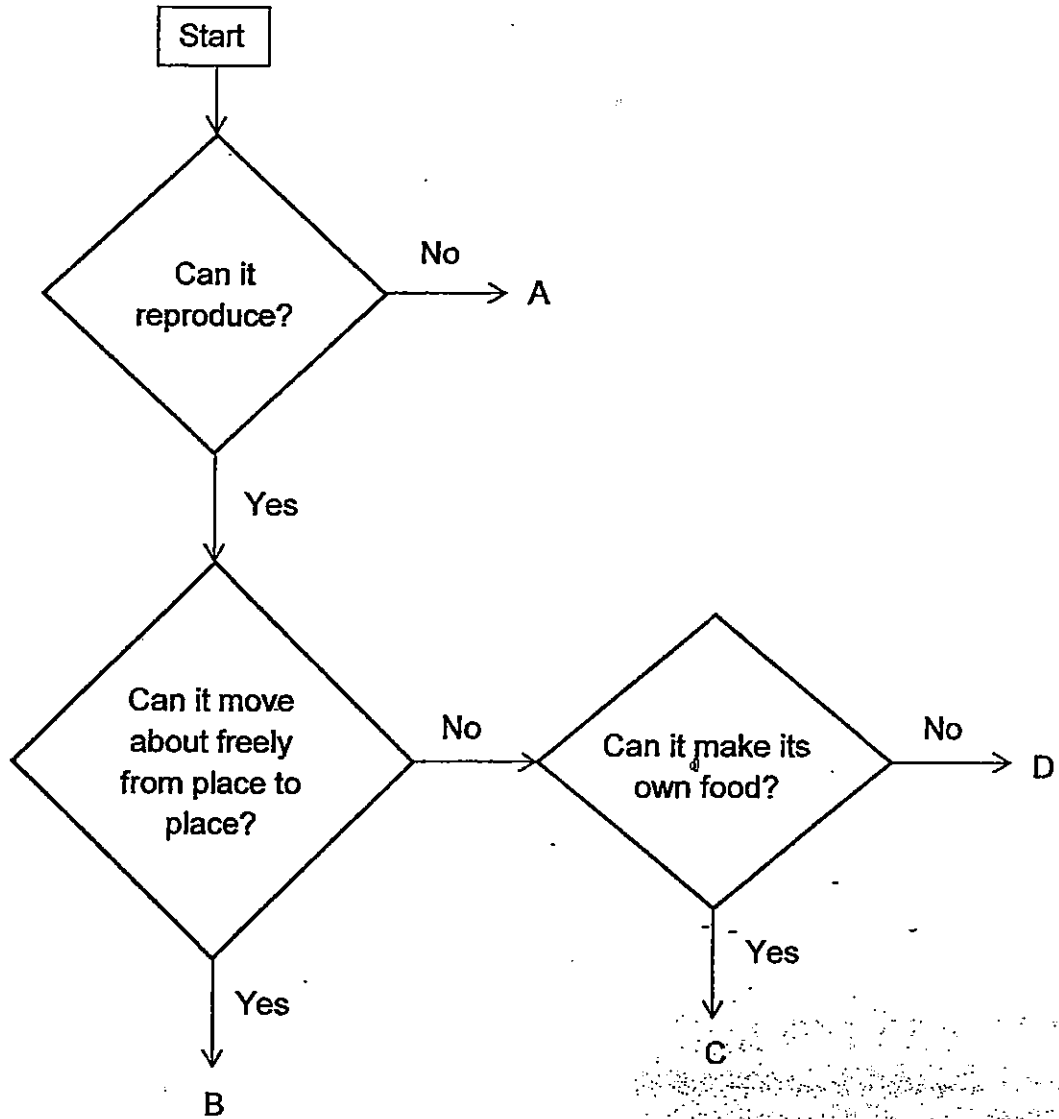 Start
Can it
reproduce?
No
A
Yes
Can it move
about freely
from place to
place?
No
Can it make its
own food?
No
D
Yes
C
Yes
B